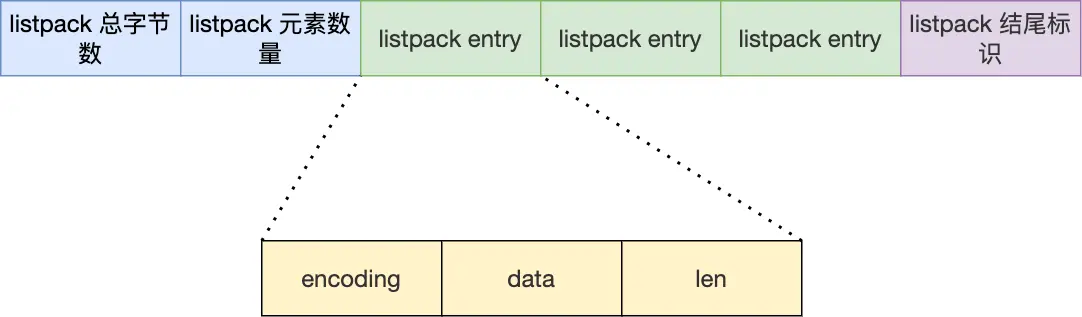 listpack 总字节
数
listpack 元素数
量
listpack entry
listpack entry
listpack entry
listpack 结尾标
识
encoding
data
len